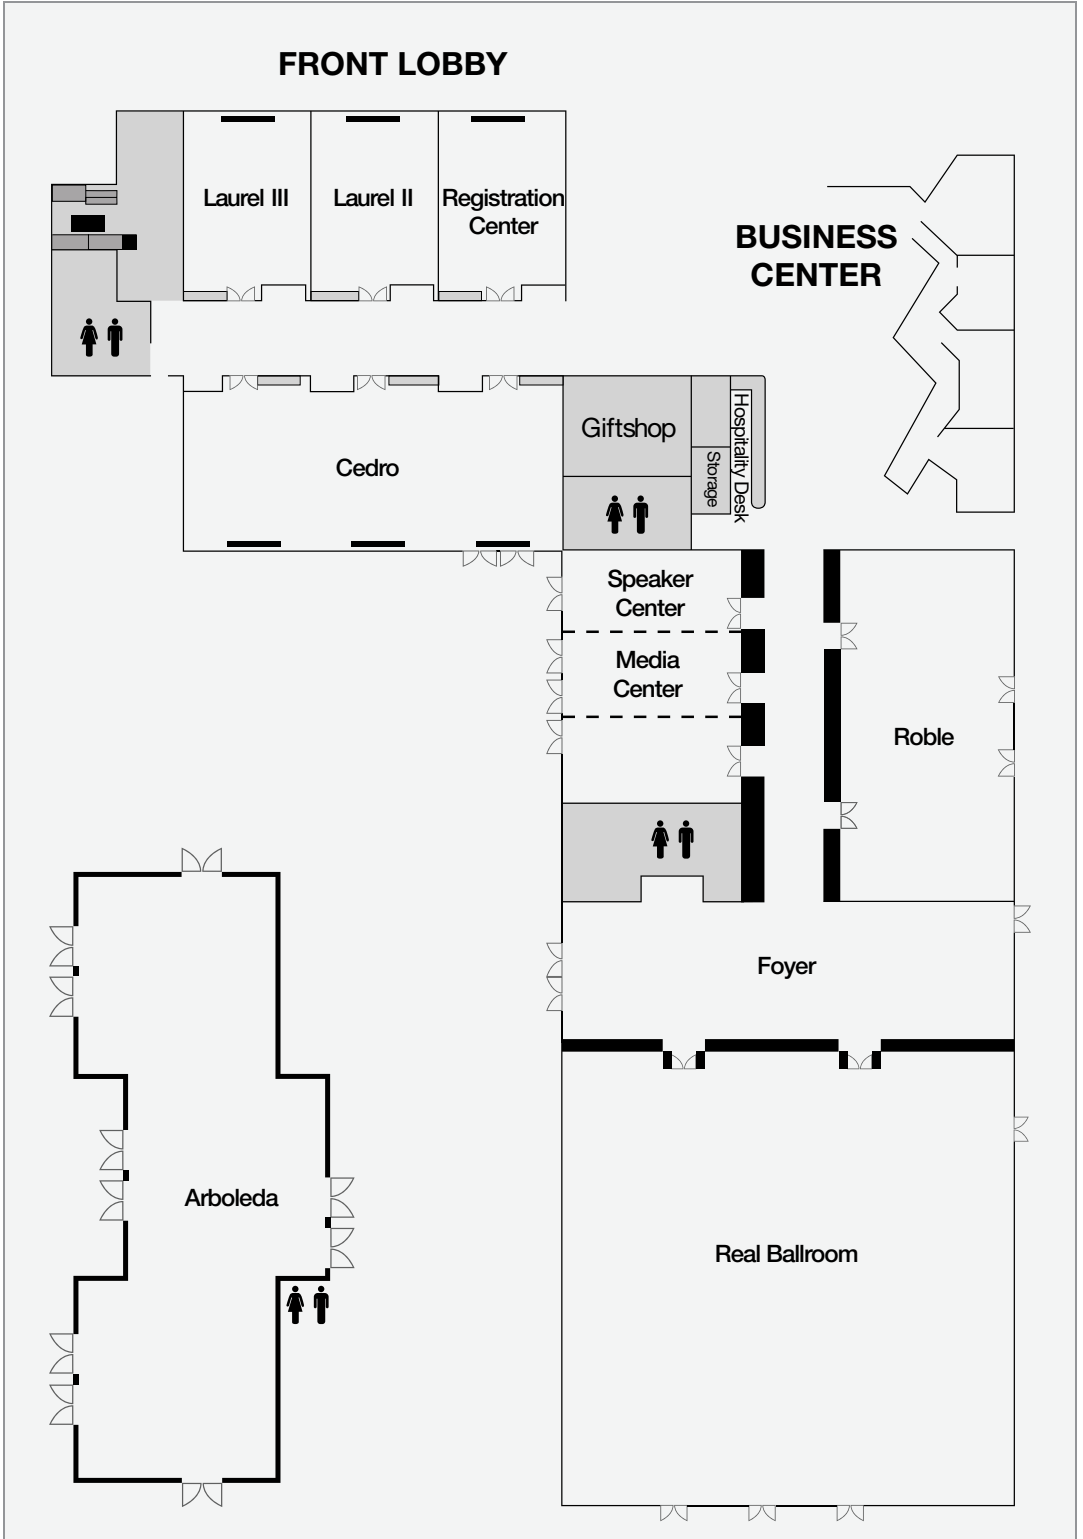 FRONT LOBBY
Laurel III
Laurel II
Registration
Center
BUSINESS
CENTER
Giftshop
Hospitality Desk
Storage
Cedro
Speaker
Center
Media
Center
Roble
Foyer
Arboleda
Real Ballroom